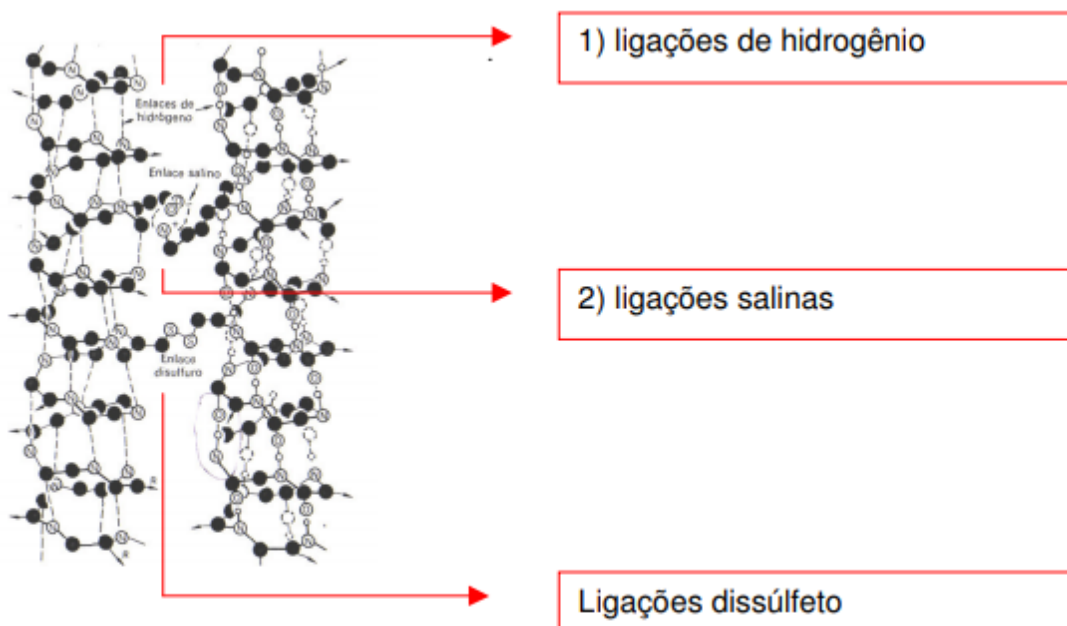 1) ligações de hidrogênio
Enlaces de
hidrógeno
Enlace salino
2) ligações salinas
Enlace
disulfuro
Ligações dissúlfeto